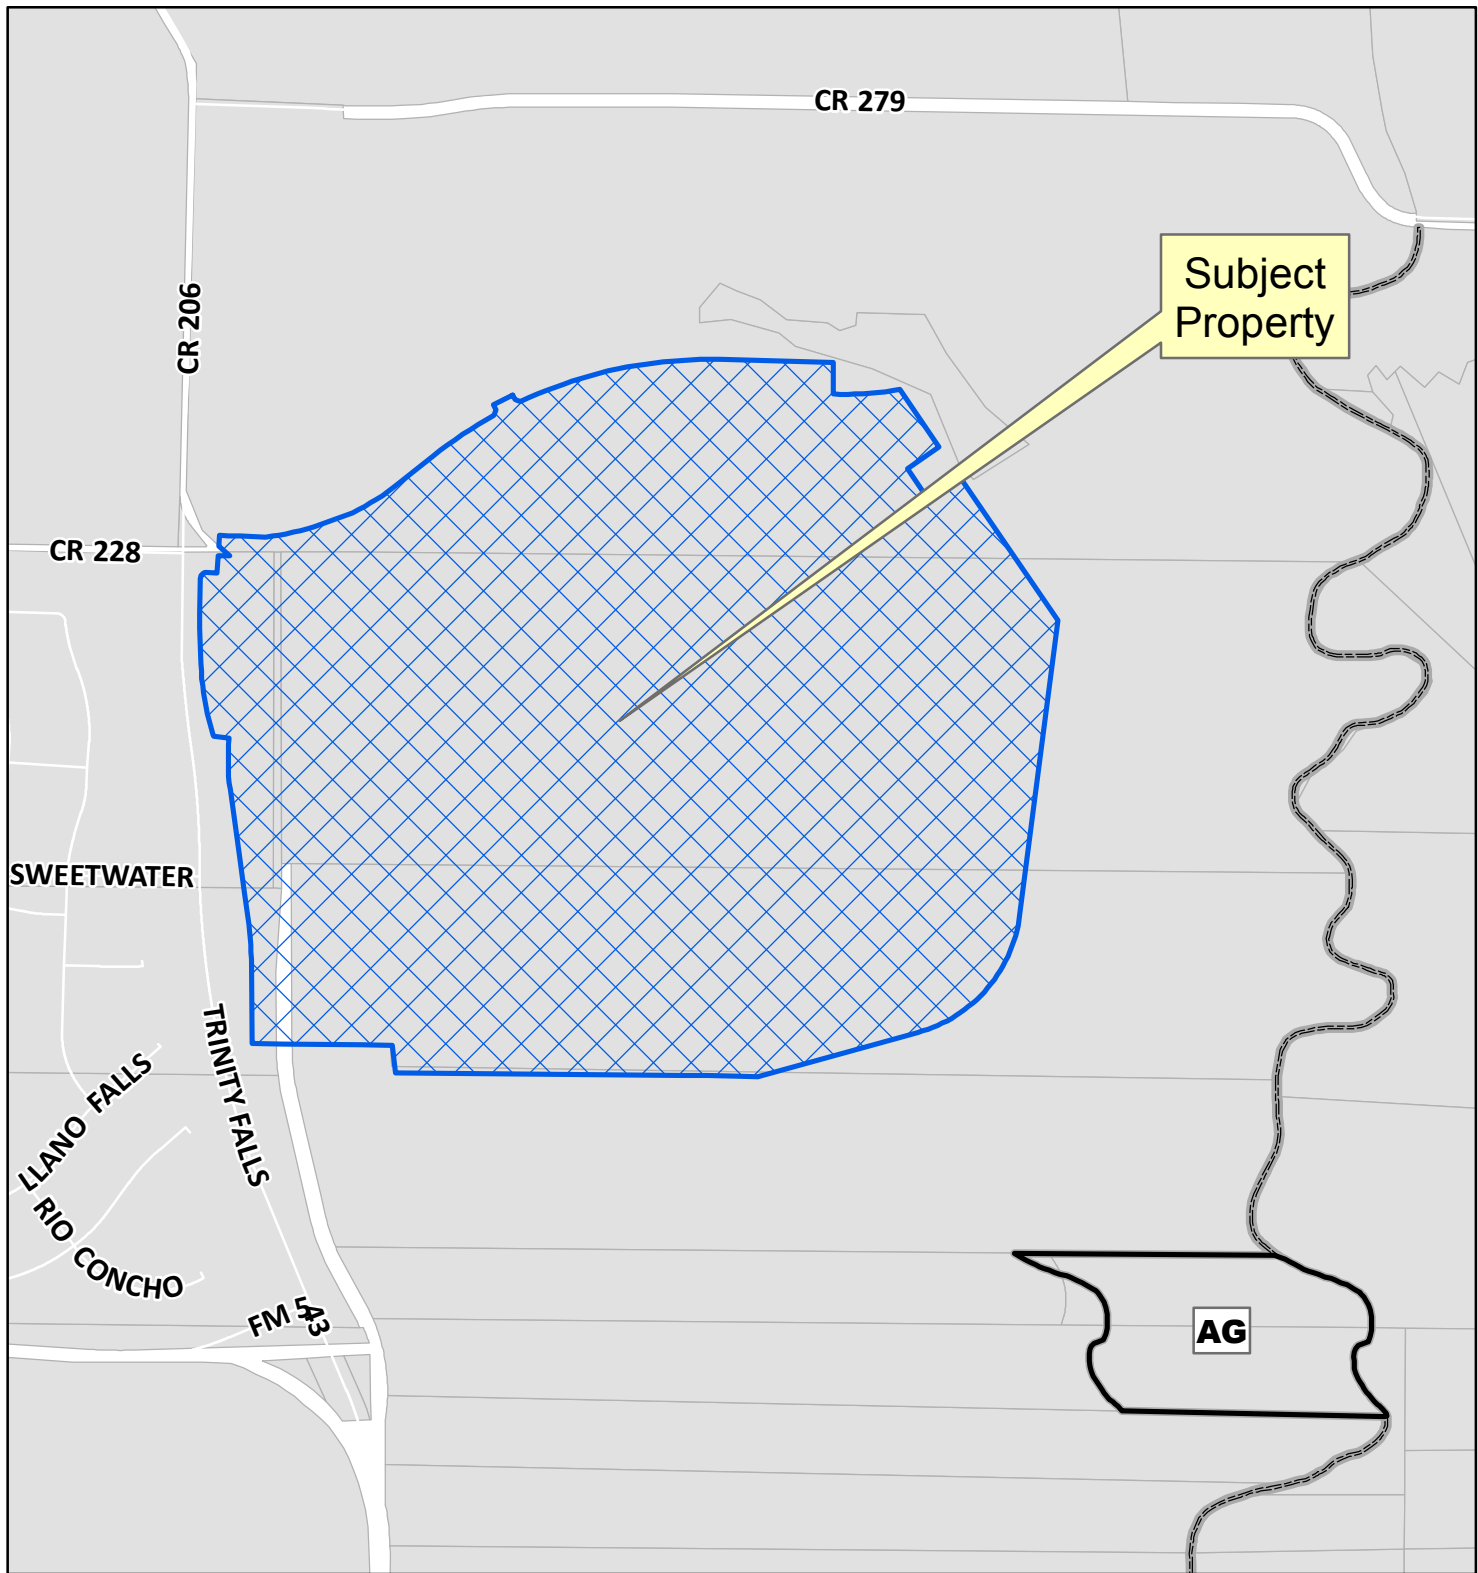 CR 279
Subject
Property
CR 206
CR 228
SWEETWATER
TRINITY FALLS
LLANO FALLS
RIO CONCHO
FM 543
AG